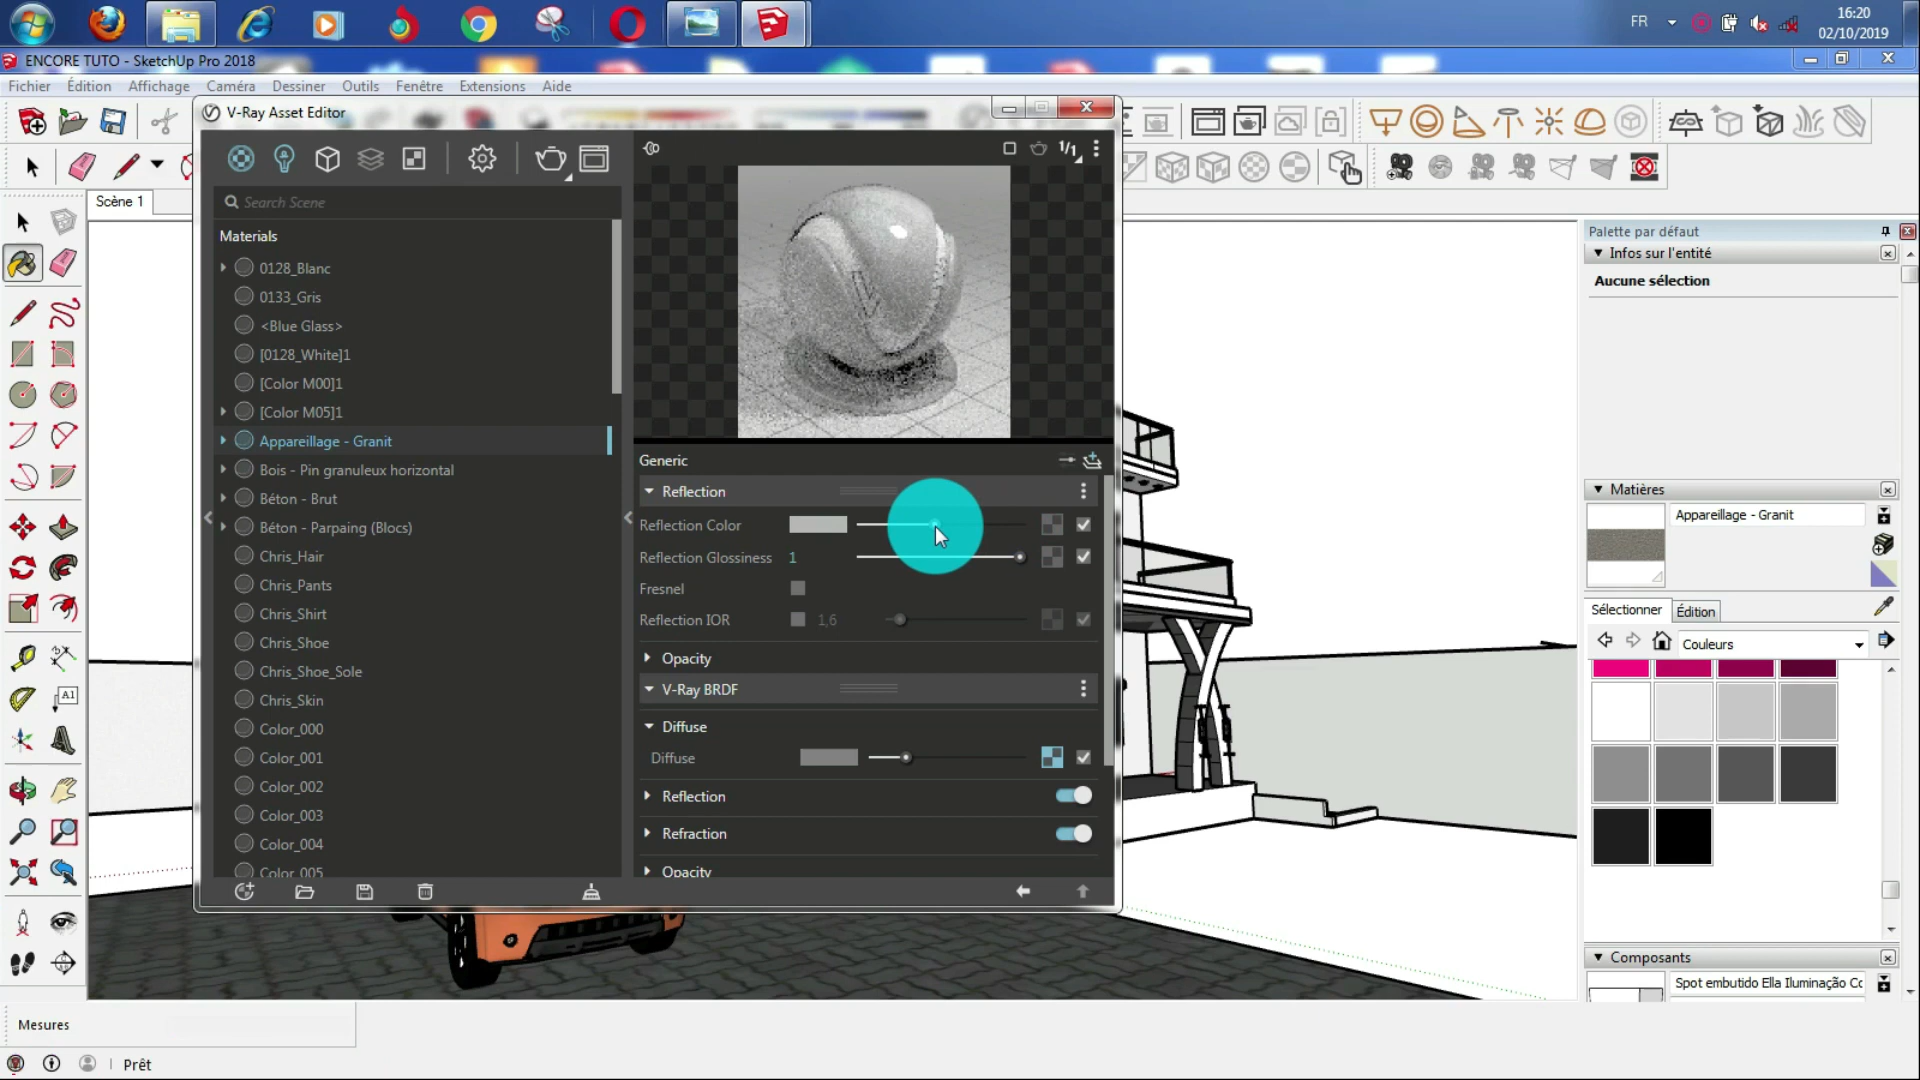 FR
16:20
02/10/2019
ENCORE TUTO - SketchUp Pro 2018
Fichier Édition Affichage Caméra Dessiner Outils Fenêtre Extensions Aide
V-Ray Asset Editor
1/1
Scène 1
Search Scene
Materials
0128_Blanc
0133_Gris
<Blue Glass>
[0128_White]1
[Color M00]1
[Color M05]1
Appareillage - Granit
Bois - Pin granuleux horizontal
Béton - Brut
Béton - Parpaing (Blocs)
Chris_Hair
Chris_Pants
Chris_Shirt
Chris_Shoe
Chris_Shoe_Sole
Chris_Skin
Color_000
Color_001
Color_002
Color_003
Color_004
Color_005
Generic
Reflection
Reflection Color
Reflection Glossiness 1
Fresnel
Reflection IOR 1,6
Opacity
V-Ray BRDF
Diffuse
Diffuse
Reflection
Refraction
Opacity
Palette par défaut
Infos sur l'entité
Aucune sélection
Matières
Appareillage - Granit
Sélectionner Édition
Couleurs
Composants
Spot embutido Ella Iluminação Cc
A1
Mesures
Prêt